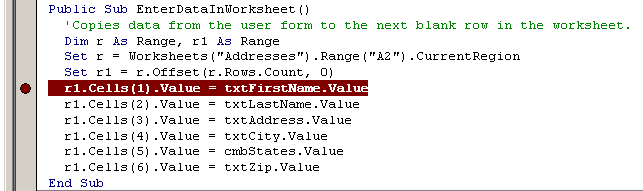 Public Sub EnterDataInWorksheet()
'Copies data from the user form to the next blank row in the worksheet.
Dim r As Range, r1 As Range
Set r = Worksheets("Addresses").Range("A2").CurrentRegion
Set r1 = r.Offset(r.Rows.Count, 0)
r1.Cells(1).Value = txtFirstName.Value
r1.Cells(2).Value = txtLastName.Value
r1.Cells(3).Value = txtAddress.Value
r1.Cells(4).Value = txtCity.Value
r1.Cells(5).Value = cmbStates.Value
r1.Cells(6).Value = txtZip.Value
End Sub